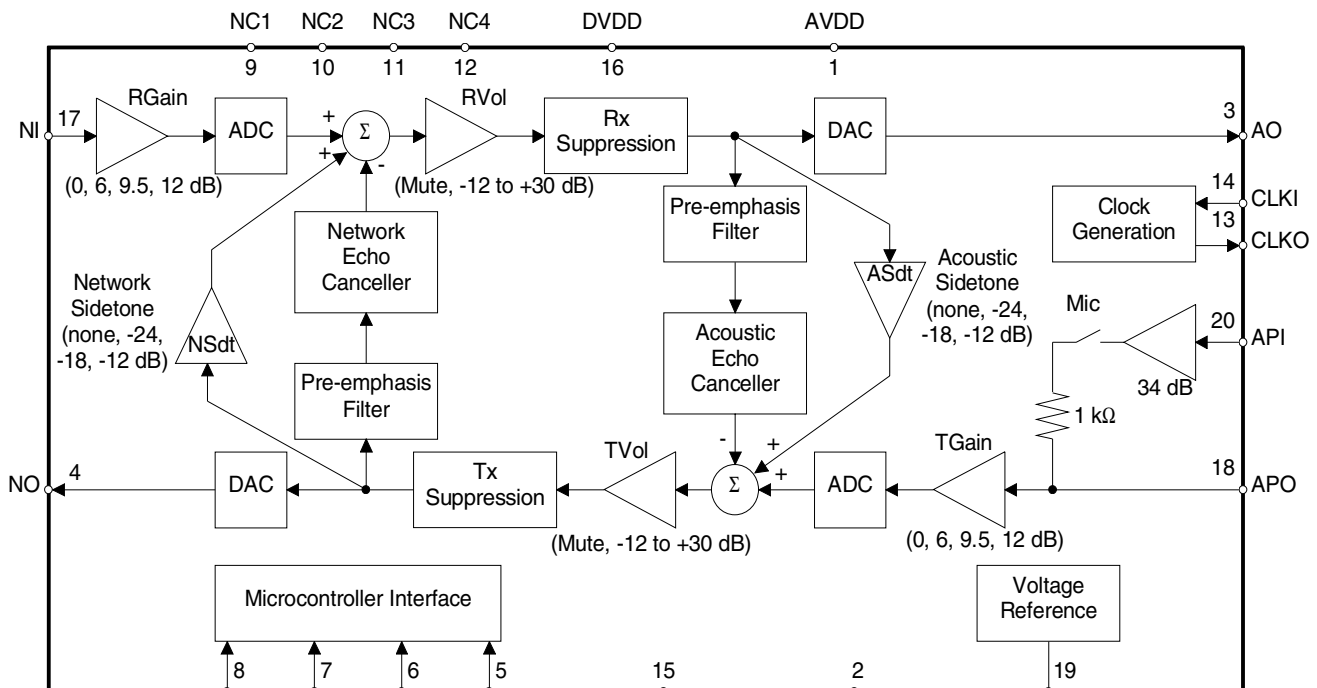 NC1 NC2 NC3 NC4 DVDD AVDD
9 10 11 12 16 1
NI 17 RGain
ADC
+
+
-
Σ
RVol
Rx
Suppression
DAC
3 AO
(0, 6, 9.5, 12 dB)
(Mute, -12 to +30 dB)
Network
Echo
Canceller
Pre-emphasis
Filter
Clock
Generation
14 CLKI
13 CLKO
ASdt
Acoustic
Sidetone
(none, -24,
-18, -12 dB)
Network
Sidetone
(none, -24,
-18, -12 dB)
NSdt
Acoustic
Echo
Canceller
Mic
20 API
34 dB
1 kΩ
Pre-emphasis
Filter
NO 4
DAC
Tx
Suppression
TVol
(Mute, -12 to +30 dB)
-
+
+
Σ
ADC
TGain
(0, 6, 9.5, 12 dB)
18 APO
Microcontroller Interface
Voltage
Reference
8 7 6 5 15 2 19